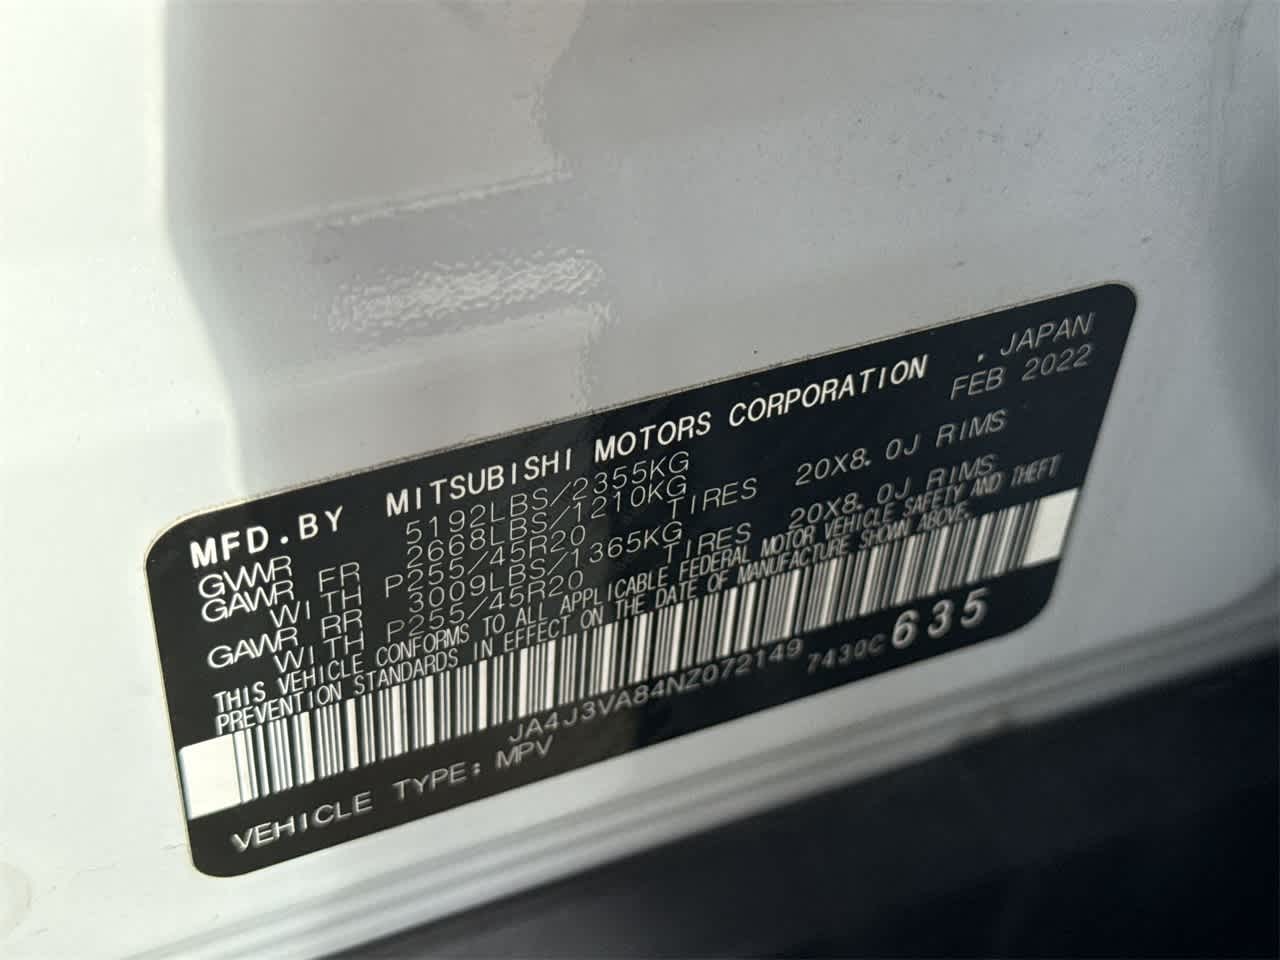 MFD.BY MITSUBISHI MOTORS CORPORATION , JAPAN
FEB 2022
GVWR 5192LBS/2355KG
GAWR FR 2668LBS/1210KG
WITH P255/45R20 TIRES 20X8.0J RIMS
GAWR RR 3009LBS/1365KG
WITH P255/45R20 TIRES 20X8.0J RIMS
THIS VEHICLE CONFORMS TO ALL APPLICABLE FEDERAL MOTOR VEHICLE SAFETY AND THEFT
PREVENTION STANDARDS IN EFFECT ON THE DATE OF MANUFACTURE SHOWN ABOVE.
JA4J3VA84NZ072149 7430C 635
VEHICLE TYPE: MPV